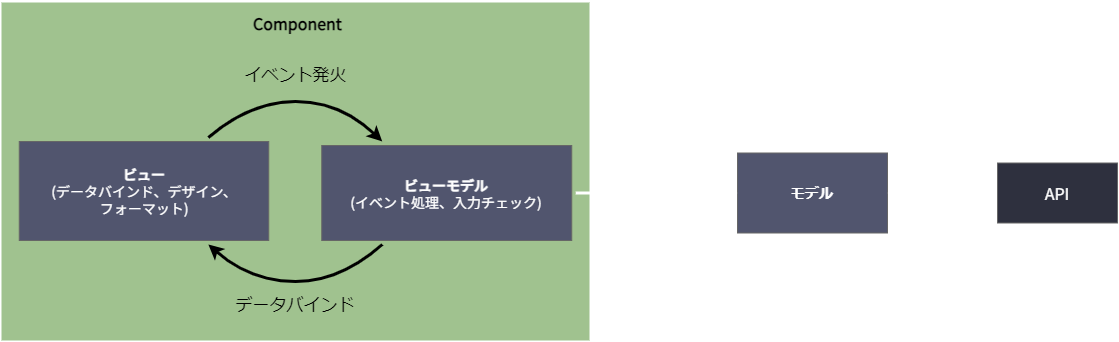 Component
イベント発火
ビュー
(データバインド、デザイン、
フォーマット)
ビューモデル
(イベント処理、入力チェック)
モデル
API
データバインド